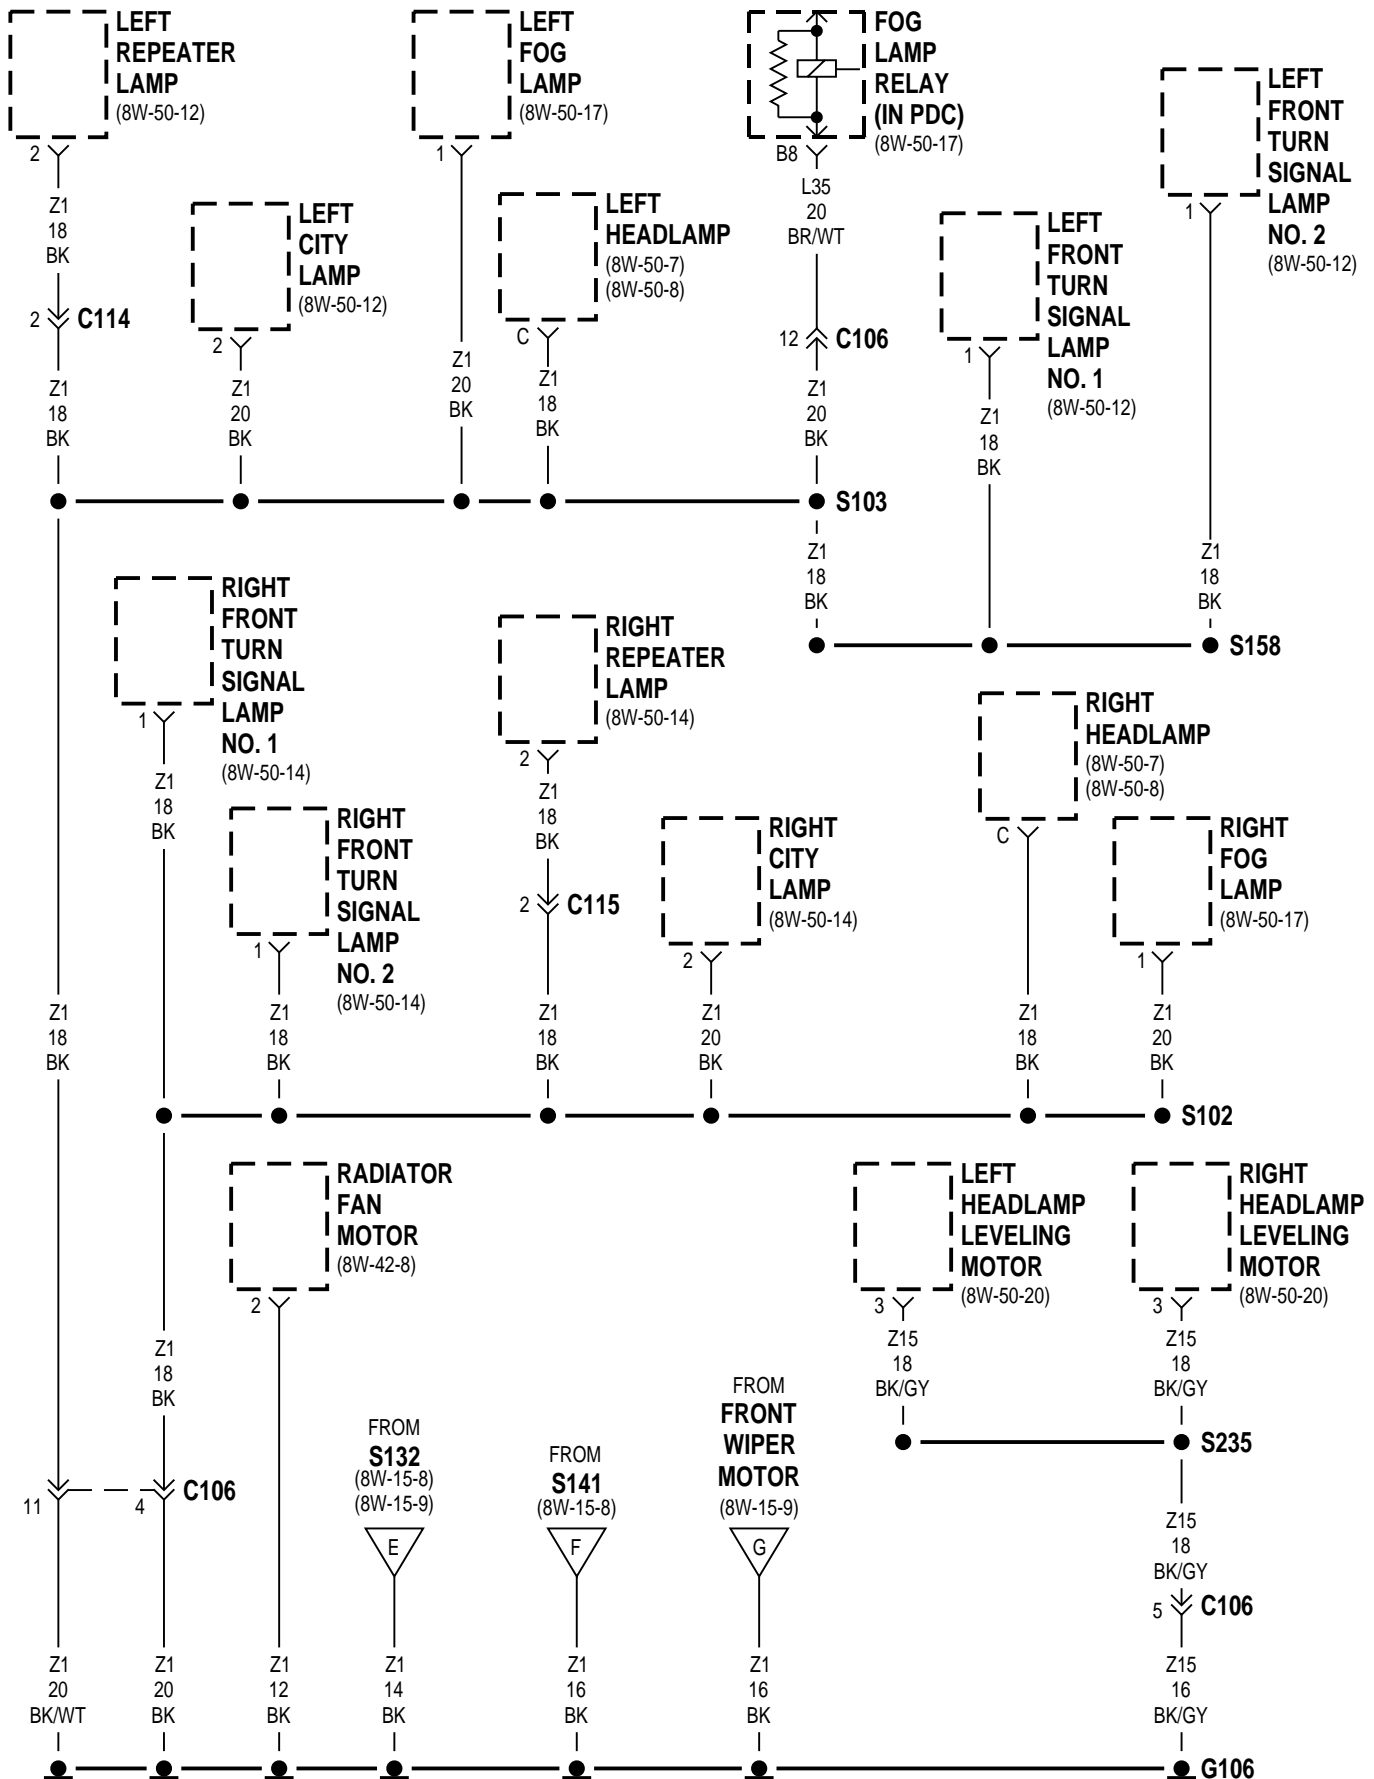 LEFT
REPEATER
LAMP
(8W-50-12)
2
Z1
18
BK
2
C114
Z1
18
BK
LEFT
CITY
LAMP
(8W-50-12)
2
Z1
20
BK
LEFT
FOG
LAMP
(8W-50-17)
1
Z1
20
BK
LEFT
HEADLAMP
(8W-50-7)
(8W-50-8)
C
Z1
18
BK
FOG
LAMP
RELAY
(IN PDC)
(8W-50-17)
B8
L35
20
BR/WT
12
C106
Z1
20
BK
S103
LEFT
FRONT
TURN
SIGNAL
LAMP
NO. 1
(8W-50-12)
1
Z1
18
BK
LEFT
FRONT
TURN
SIGNAL
LAMP
NO. 2
(8W-50-12)
1
Z1
18
BK
Z1
18
BK
S158
RIGHT
FRONT
TURN
SIGNAL
LAMP
NO. 1
(8W-50-14)
1
Z1
18
BK
RIGHT
FRONT
TURN
SIGNAL
LAMP
NO. 2
(8W-50-14)
1
Z1
18
BK
RIGHT
REPEATER
LAMP
(8W-50-14)
2
Z1
18
BK
2
C115
Z1
18
BK
RIGHT
CITY
LAMP
(8W-50-14)
2
Z1
20
BK
RIGHT
HEADLAMP
(8W-50-7)
(8W-50-8)
C
Z1
18
BK
RIGHT
FOG
LAMP
(8W-50-17)
1
Z1
20
BK
S102
Z1
18
BK
Z1
18
BK
11
4
C106
Z1
20
BK/WT
Z1
20
BK
RADIATOR
FAN
MOTOR
(8W-42-8)
2
Z1
12
BK
FROM
S132
(8W-15-8)
(8W-15-9)
E
Z1
14
BK
FROM
S141
(8W-15-8)
F
Z1
16
BK
FROM
FRONT
WIPER
MOTOR
(8W-15-9)
G
Z1
16
BK
LEFT
HEADLAMP
LEVELING
MOTOR
(8W-50-20)
3
Z15
18
BK/GY
RIGHT
HEADLAMP
LEVELING
MOTOR
(8W-50-20)
3
Z15
18
BK/GY
S235
Z15
18
BK/GY
5
C106
Z15
16
BK/GY
G106